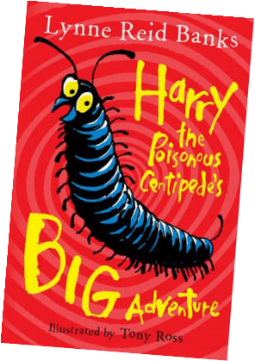 Lynne Reid Banks
Harry
the
Poisonous
Centipede's
BIG
Adventure
Illustrated by Tony Ross